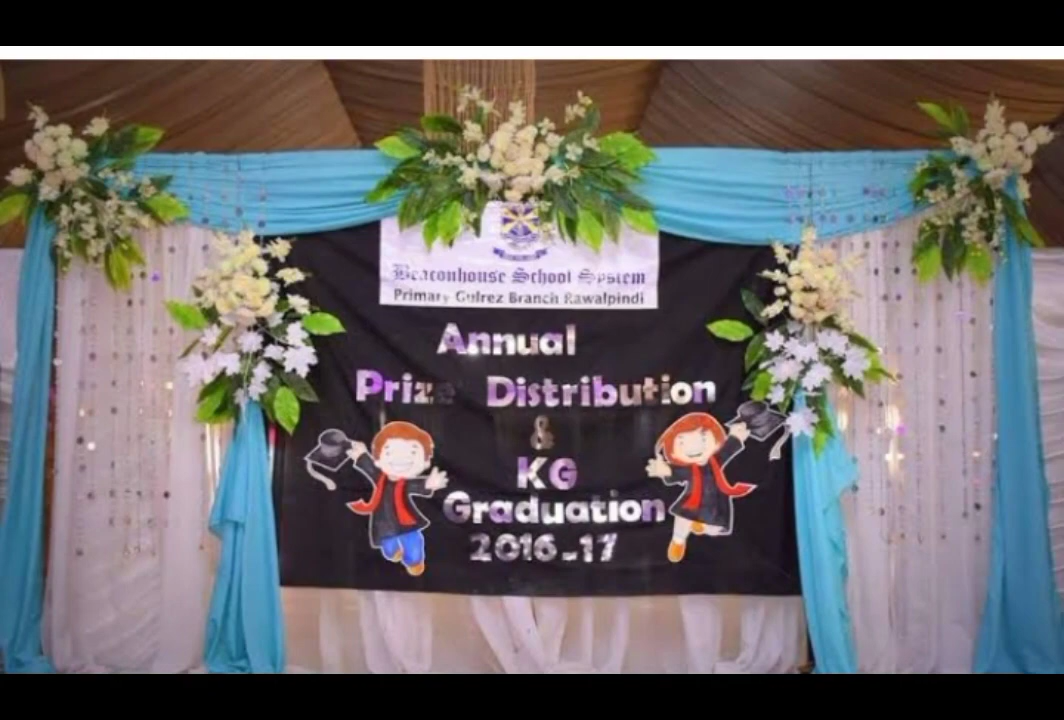 Beaconhouse School System
Primary Gulrez Branch Rawalpindi
Annual
Prize Distribution
&
KG
Graduation
2016-17